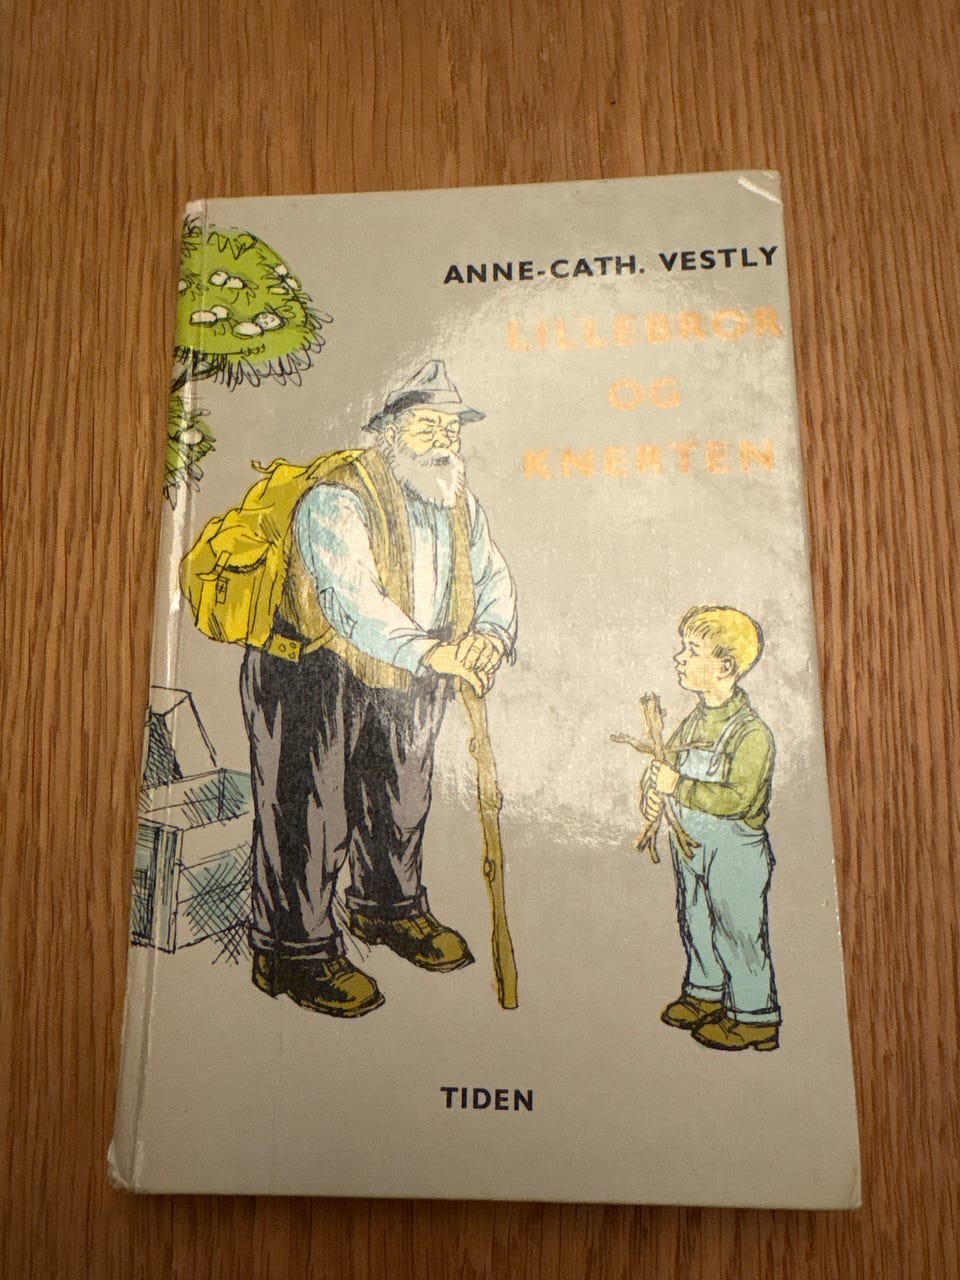 ANNE-CATH. VESTLY
LILLEBROR
OG
KNERTEN
TIDEN